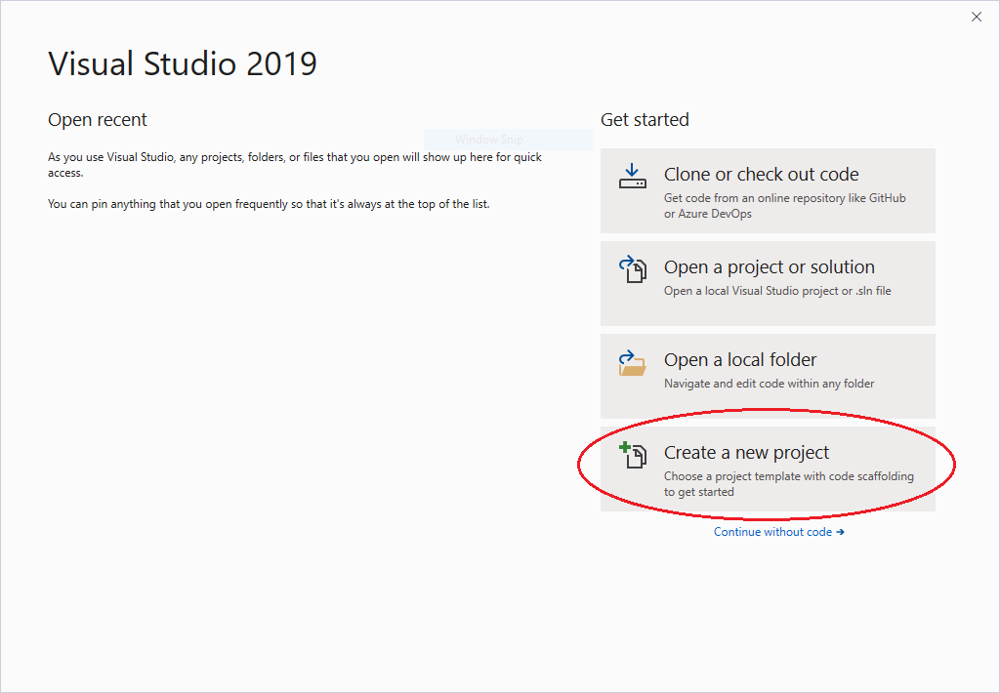 Visual Studio 2019
Open recent
As you use Visual Studio, any projects, folders, or files that you open will show up here for quick
access.
You can pin anything that you open frequently so that it's always at the top of the list.
Window Snip
Get started
Clone or check out code
Get code from an online repository like GitHub
or Azure DevOps
Open a project or solution
Open a local Visual Studio project or .sln file
Open a local folder
Navigate and edit code within any folder
Create a new project
Choose a project template with code scaffolding
to get started
Continue without code →